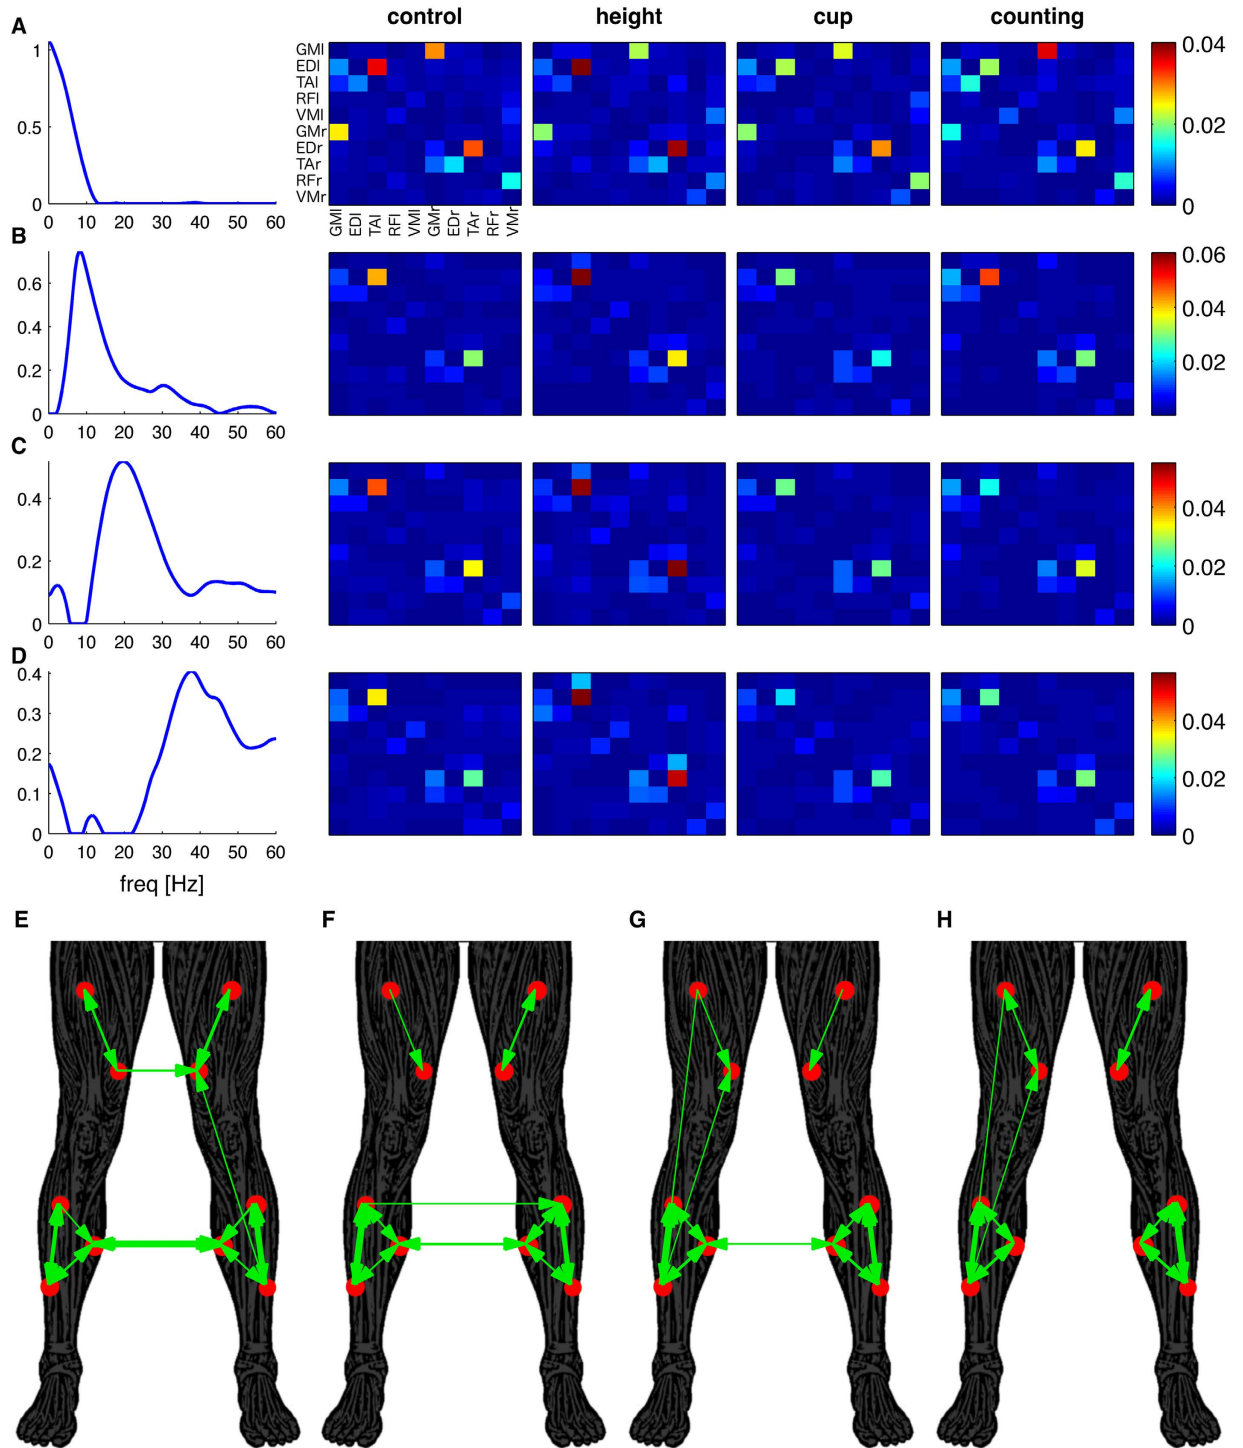 control height cup counting
A
1
0.5
0
0 10 20 30 40 50 60
GMl
EDl
TAl
RFl
VMl
GMr
EDr
TAr
RFr
VMr
GMl EDl TAl RFl VMl GMr EDr TAr RFr VMr
0.04
0.02
0
B
0.6
0.4
0.2
0
0 10 20 30 40 50 60
0.06
0.04
0.02
C
0.4
0.2
0
0 10 20 30 40 50 60
0.04
0.02
0
D
0.4
0.3
0.2
0.1
0
0 10 20 30 40 50 60
freq [Hz]
0.04
0.02
0
E F G H